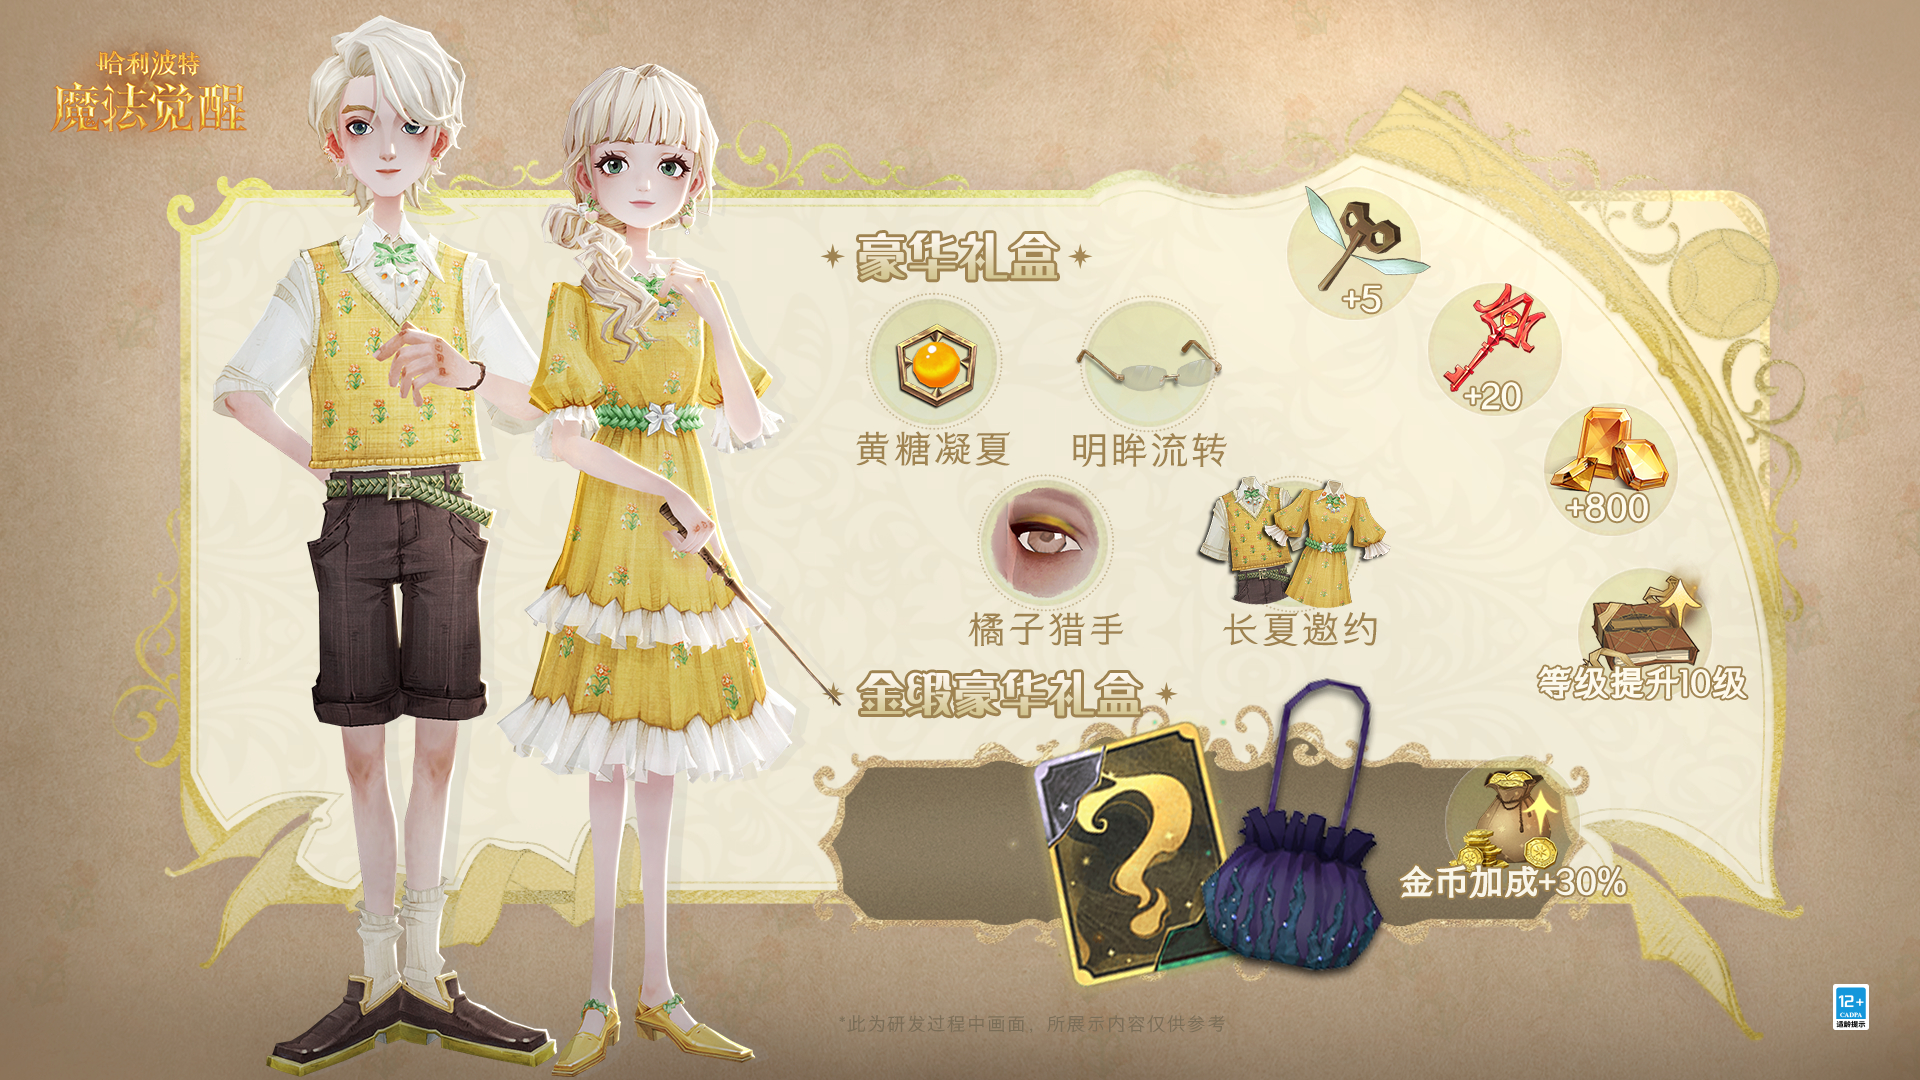 哈利波特
魔法觉醒
豪华礼盒
+5
+20
黄糖凝夏
明眸流转
+800
橘子猎手
长夏邀约
等级提升10级
金缎豪华礼盒
金币加成+30%
*此为研发过程中画面，所展示内容仅供参考
12+
CADPA
适龄提示